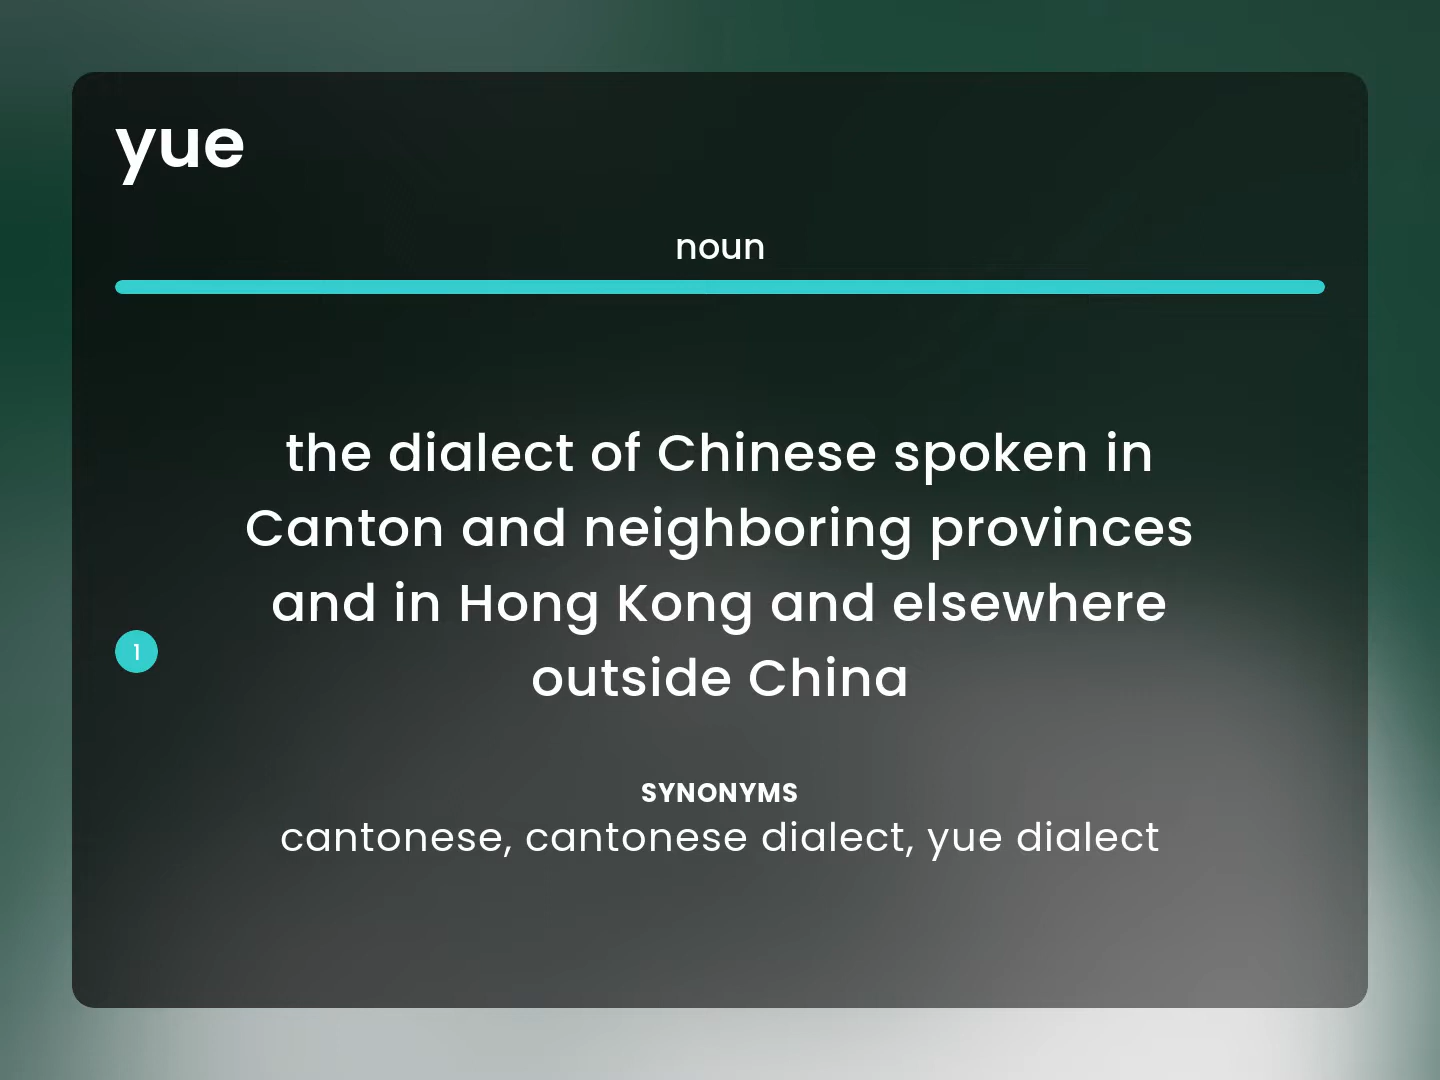 yue
noun
the dialect of Chinese spoken in
Canton and neighboring provinces
and in Hong Kong and elsewhere
1
outside China
SYNONYMS
cantonese, cantonese dialect, yue dialect